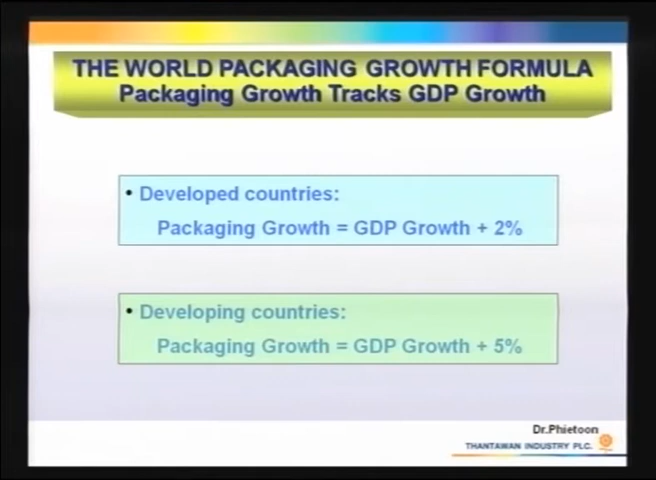 THE WORLD PACKAGING GROWTH FORMULA
Packaging Growth Tracks GDP Growth
• Developed countries:
Packaging Growth = GDP Growth + 2%
• Developing countries:
Packaging Growth = GDP Growth + 5%
Dr.Phietoon
THANTAWAN INDUSTRY PLC.